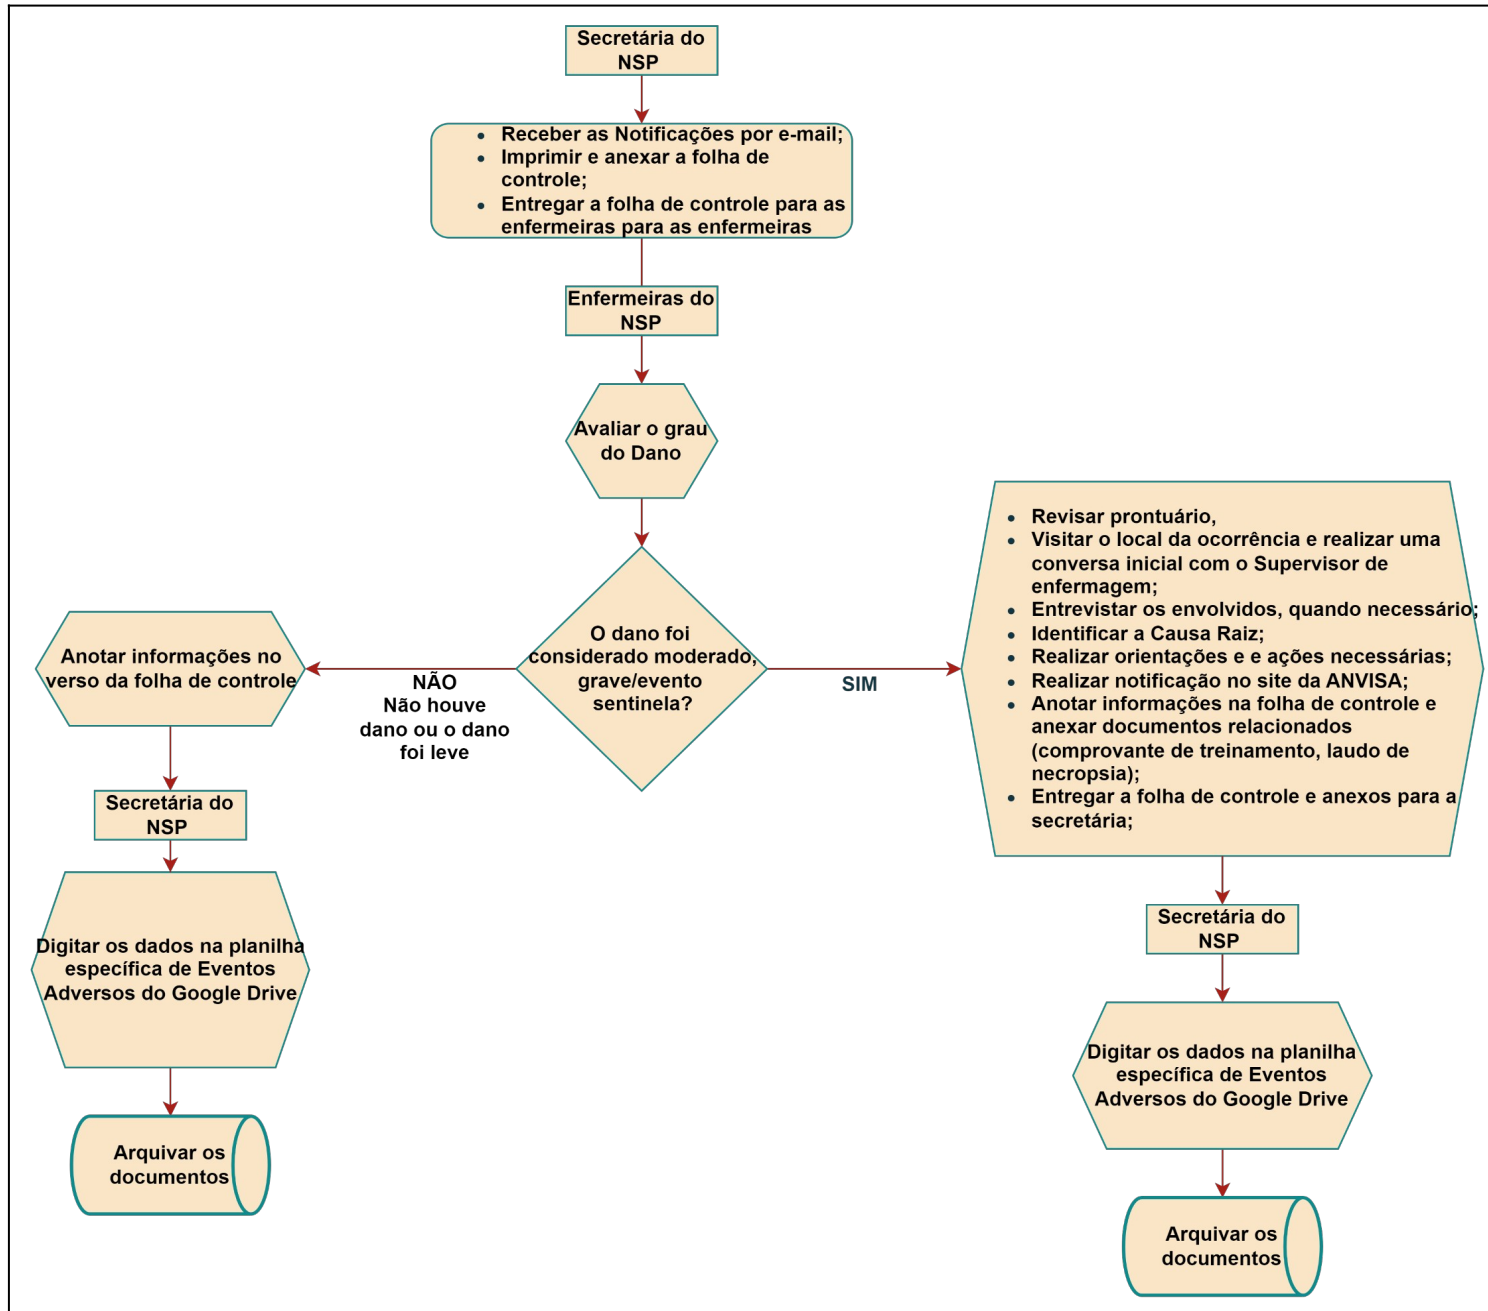 Secretária do
NSP
• Receber as Notificações por e-mail;
• Imprimir e anexar a folha de
controle;
• Entregar a folha de controle para as
enfermeiras para as enfermeiras
Enfermeiras do
NSP
Avaliar o grau
do Dano
O dano foi
considerado moderado,
grave/evento
sentinela?
NÃO
Não houve
dano ou o dano
foi leve
Anotar informações no
verso da folha de controle
Secretária do
NSP
Digitar os dados na planilha
específica de Eventos
Adversos do Google Drive
Arquivar os
documentos
SIM
• Revisar prontuário,
• Visitar o local da ocorrência e realizar uma
conversa inicial com o Supervisor de
enfermagem;
• Entrevistar os envolvidos, quando necessário;
• Identificar a Causa Raiz;
• Realizar orientações e e ações necessárias;
• Realizar notificação no site da ANVISA;
• Anotar informações na folha de controle e
anexar documentos relacionados
(comprovante de treinamento, laudo de
necropsia);
• Entregar a folha de controle e anexos para a
secretária;
Secretária do
NSP
Digitar os dados na planilha
específica de Eventos
Adversos do Google Drive
Arquivar os
documentos